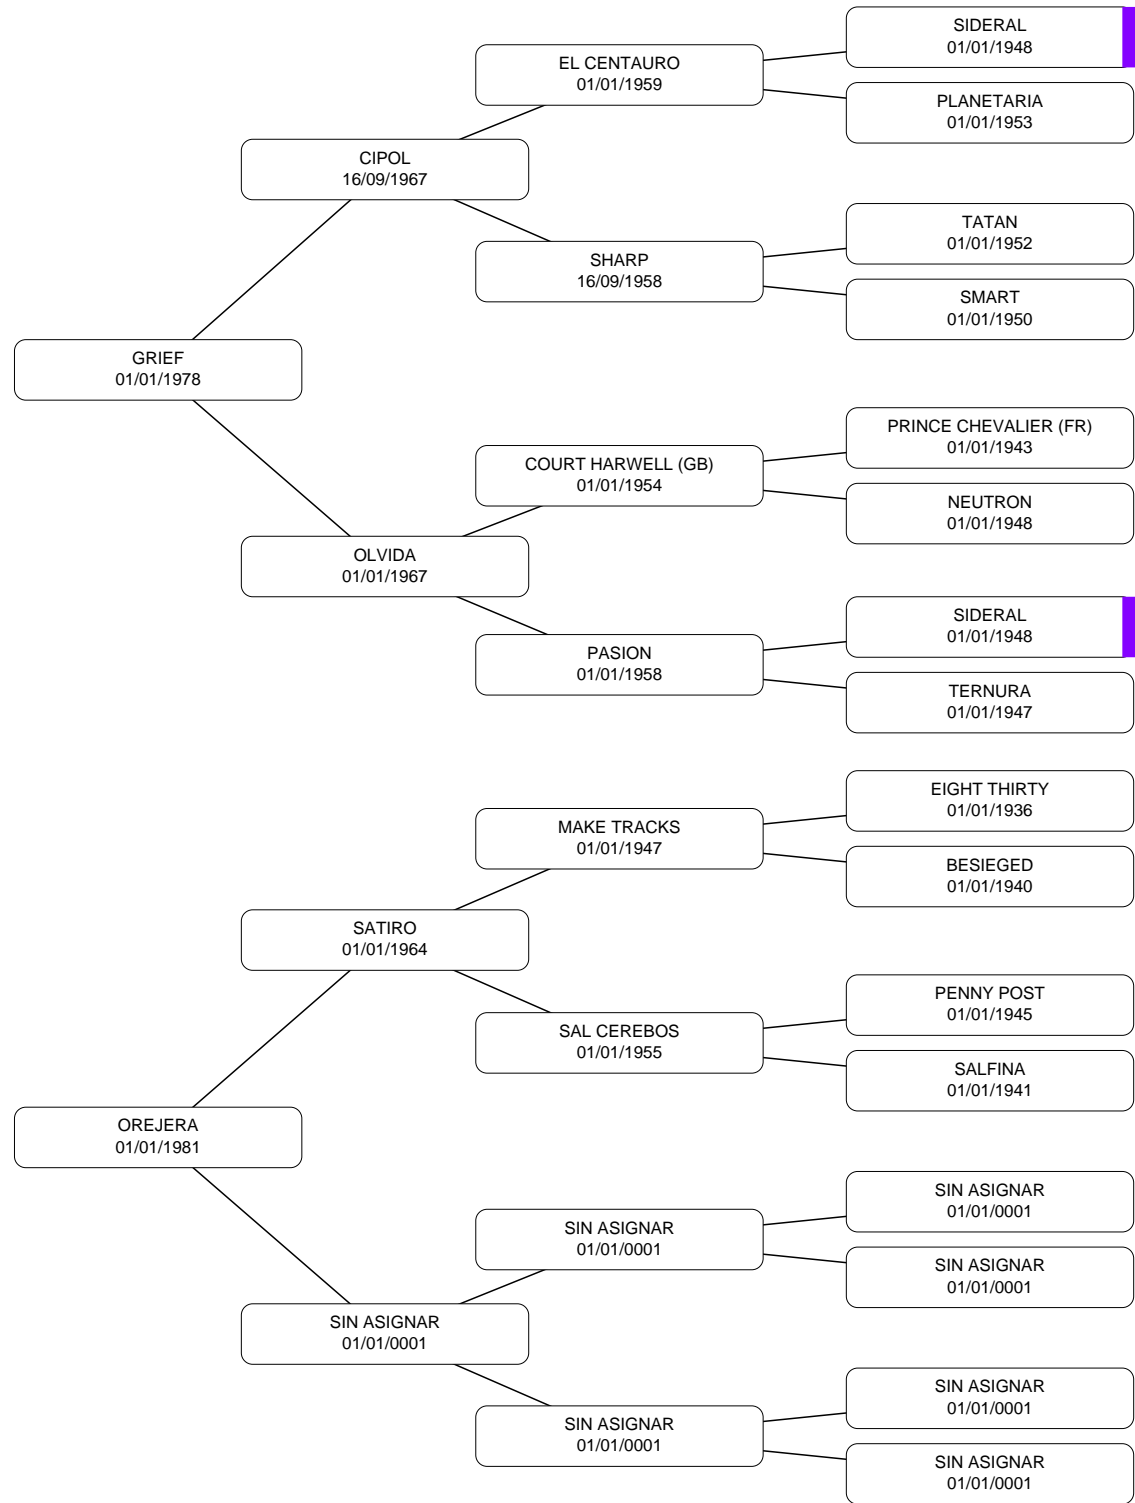 SIDERAL
01/01/1948
EL CENTAURO
01/01/1959
PLANETARIA
01/01/1953
CIPOL
16/09/1967
TATAN
01/01/1952
SHARP
16/09/1958
SMART
01/01/1950
GRIEF
01/01/1978
PRINCE CHEVALIER (FR)
01/01/1943
COURT HARWELL (GB)
01/01/1954
NEUTRON
01/01/1948
OLVIDA
01/01/1967
SIDERAL
01/01/1948
PASION
01/01/1958
TERNURA
01/01/1947
EIGHT THIRTY
01/01/1936
MAKE TRACKS
01/01/1947
BESIEGED
01/01/1940
SATIRO
01/01/1964
PENNY POST
01/01/1945
SAL CEREBOS
01/01/1955
SALFINA
01/01/1941
OREJERA
01/01/1981
SIN ASIGNAR
01/01/0001
SIN ASIGNAR
01/01/0001
SIN ASIGNAR
01/01/0001
SIN ASIGNAR
01/01/0001
SIN ASIGNAR
01/01/0001
SIN ASIGNAR
01/01/0001
SIN ASIGNAR
01/01/0001